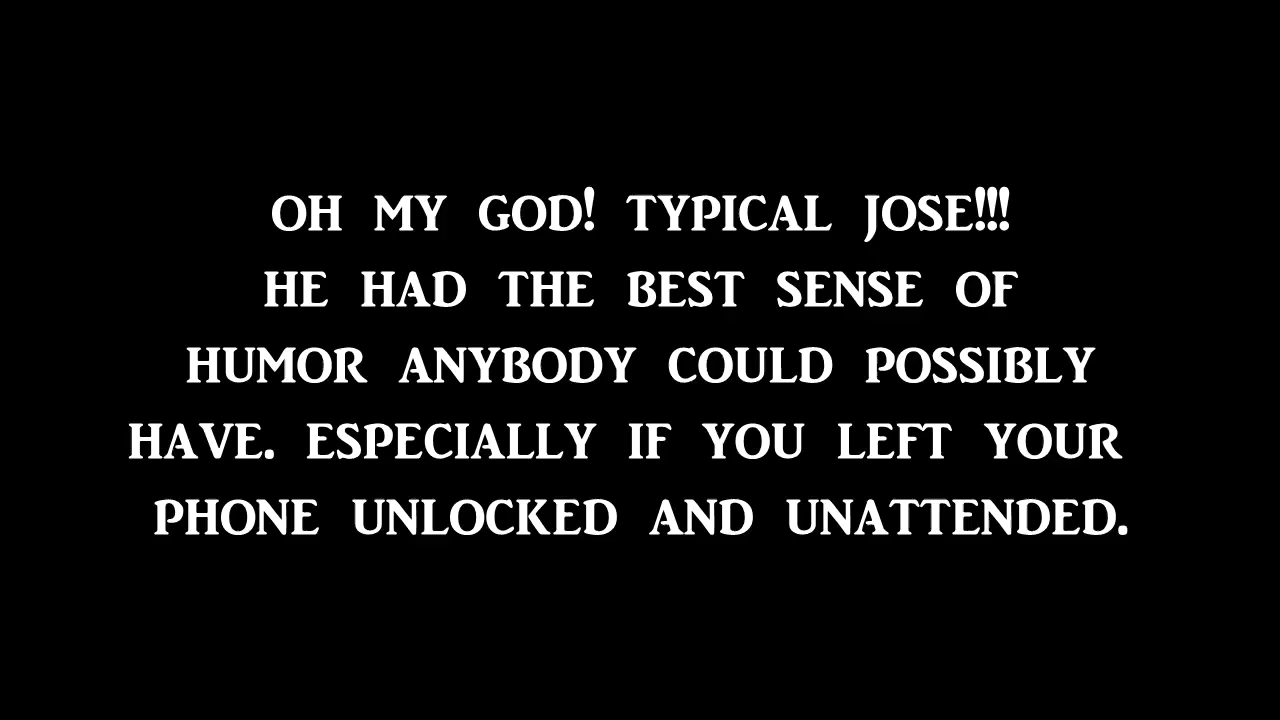 OH MY GOD! TYPICAL JOSE!!!
HE HAD THE BEST SENSE OF
HUMOR ANYBODY COULD POSSIBLY
HAVE. ESPECIALLY IF YOU LEFT YOUR
PHONE UNLOCKED AND UNATTENDED.